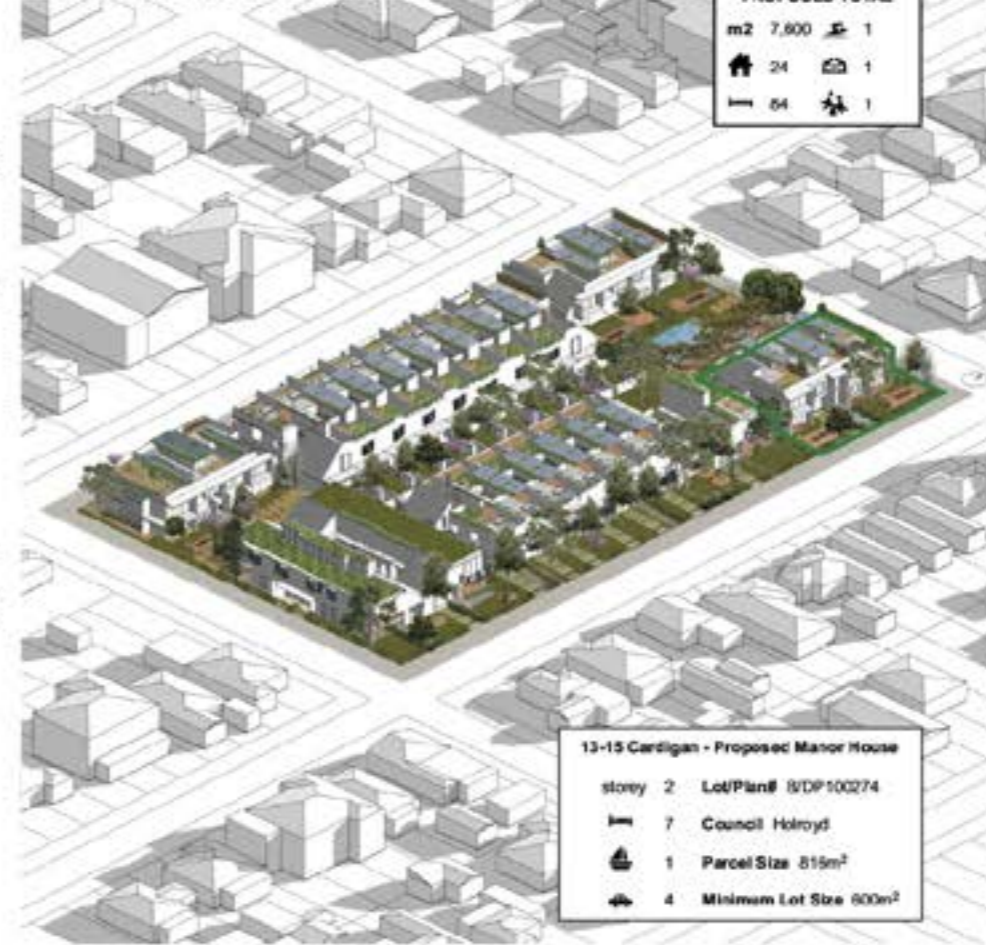 m2 7,600 1
24 1
84 1
13-15 Cardigan - Proposed Manor House
storey 2 Lot/Plan# 8/DP100274
7 Council Holroyd
1 Parcel Size 816m²
4 Minimum Lot Size 600m²